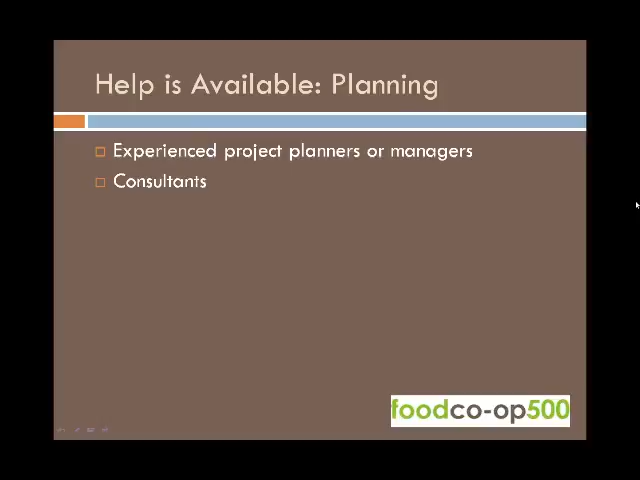 Help is Available: Planning
Experienced project planners or managers
Consultants
foodco-op500